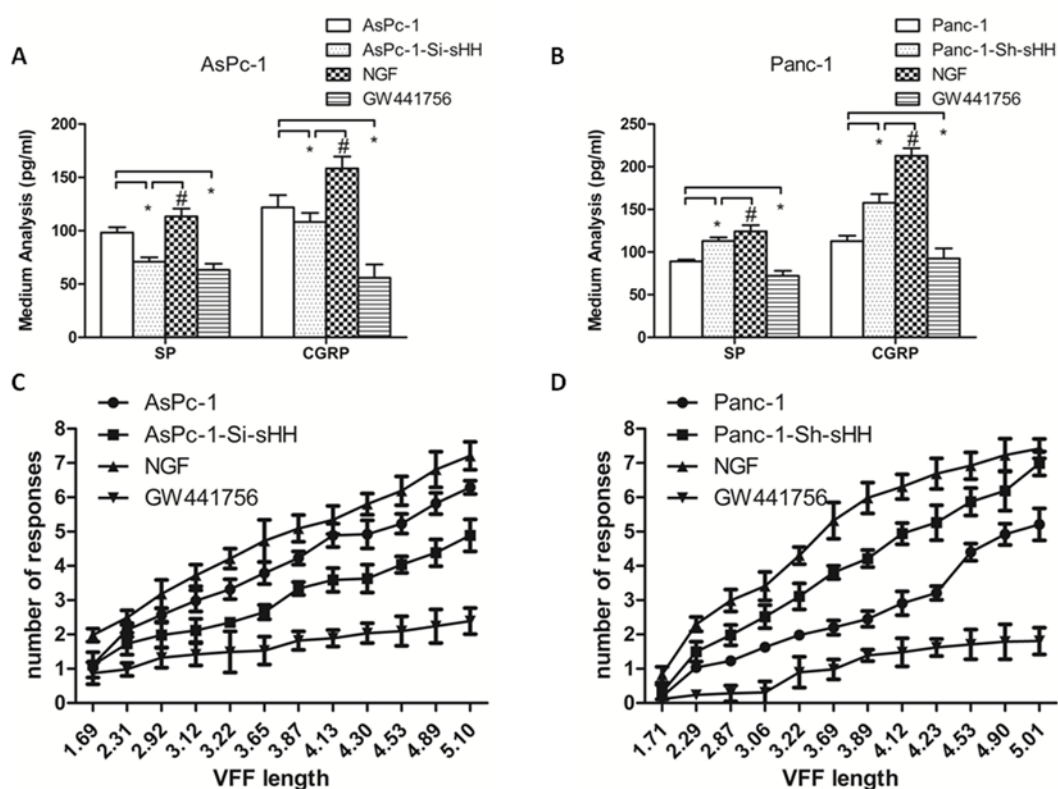 A
AsPc-1
AsPc-1
AsPc-1-Si-sHH
NGF
GW441756
Medium Analysis (pg/ml)
200
150
100
50
0
* # *
* # *
SP CGRP
B
Panc-1
Panc-1
Panc-1-Sh-sHH
NGF
GW441756
Medium Analysis (pg/ml)
250
200
150
100
50
0
* # *
* # *
SP CGRP
C
AsPc-1
AsPc-1-Si-sHH
NGF
GW441756
number of responses
8
7
6
5
4
3
2
1
0
1.69 2.31 2.92 3.12 3.22 3.65 3.87 4.13 4.30 4.53 4.89 5.10
VFF length
D
Panc-1
Panc-1-Sh-sHH
NGF
GW441756
number of responses
8
7
6
5
4
3
2
1
0
1.71 2.29 2.87 3.06 3.22 3.69 3.89 4.12 4.23 4.53 4.90 5.01
VFF length